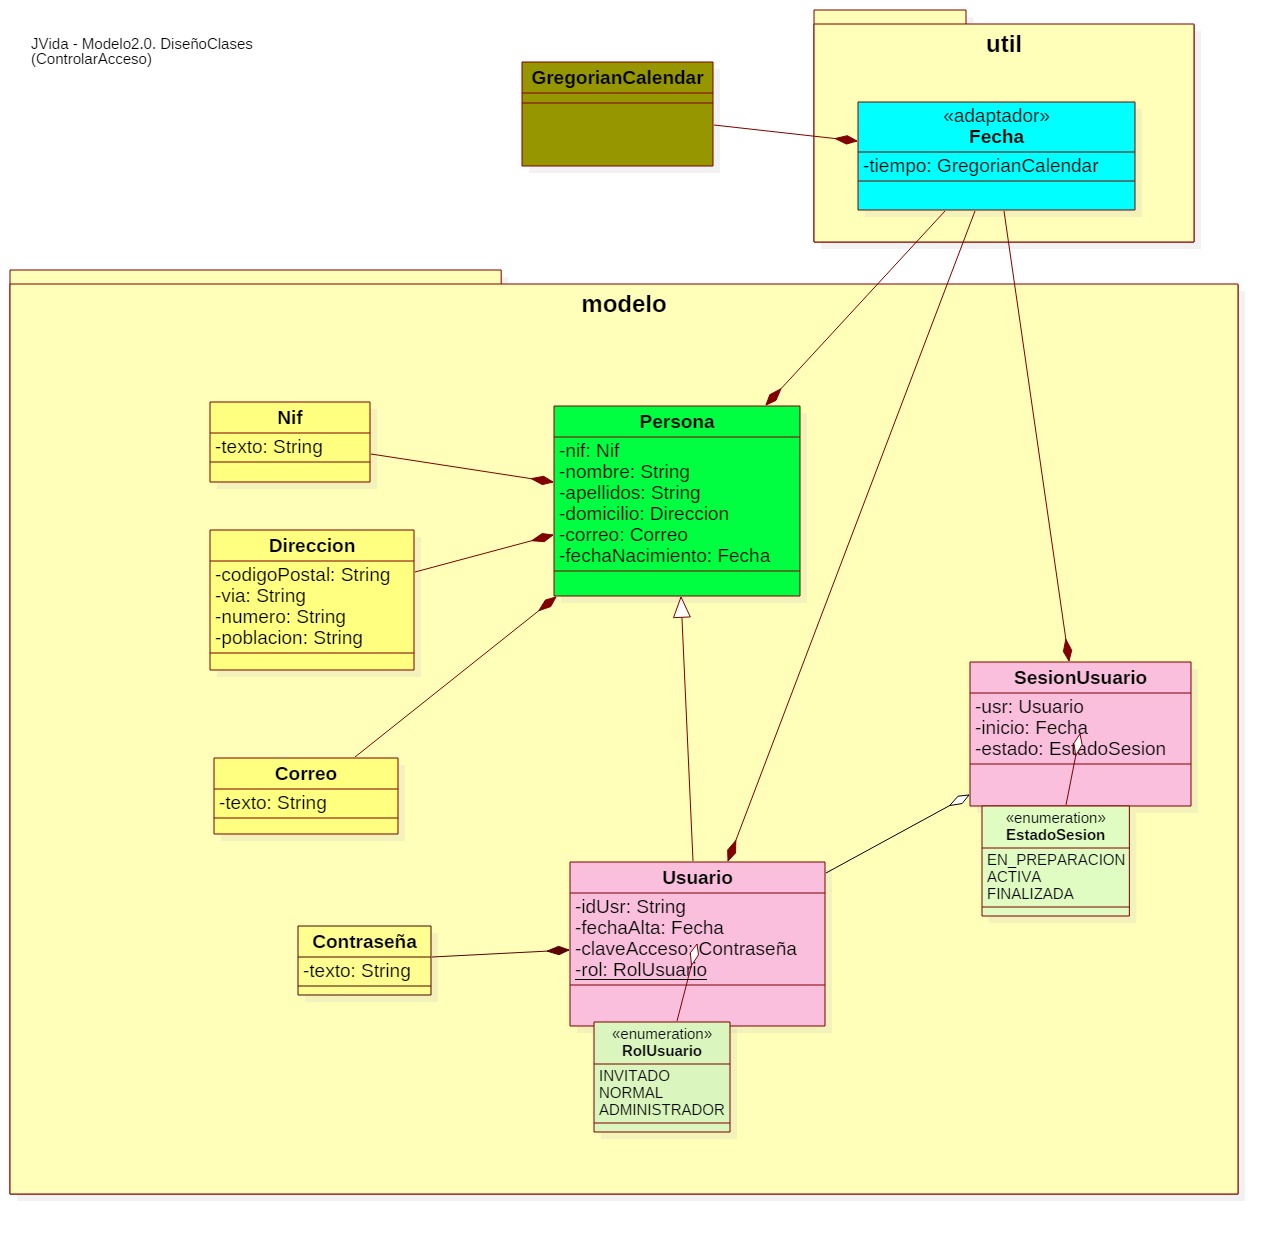 JVida - Modelo2.0. DiseñoClases
(ControlarAcceso)
util
GregorianCalendar
«adaptador»
Fecha
-tiempo: GregorianCalendar
modelo
Nif
-texto: String
Persona
-nif: Nif
-nombre: String
-apellidos: String
-domicilio: Direccion
-correo: Correo
-fechaNacimiento: Fecha
Direccion
-codigoPostal: String
-via: String
-numero: String
-poblacion: String
SesionUsuario
-usr: Usuario
-inicio: Fecha
-estado: EstadoSesion
Correo
-texto: String
«enumeration»
EstadoSesion
EN_PREPARACION
ACTIVA
FINALIZADA
Usuario
-idUsr: String
-fechaAlta: Fecha
-claveAcceso: Contraseña
-rol: RolUsuario
Contraseña
-texto: String
«enumeration»
RolUsuario
INVITADO
NORMAL
ADMINISTRADOR